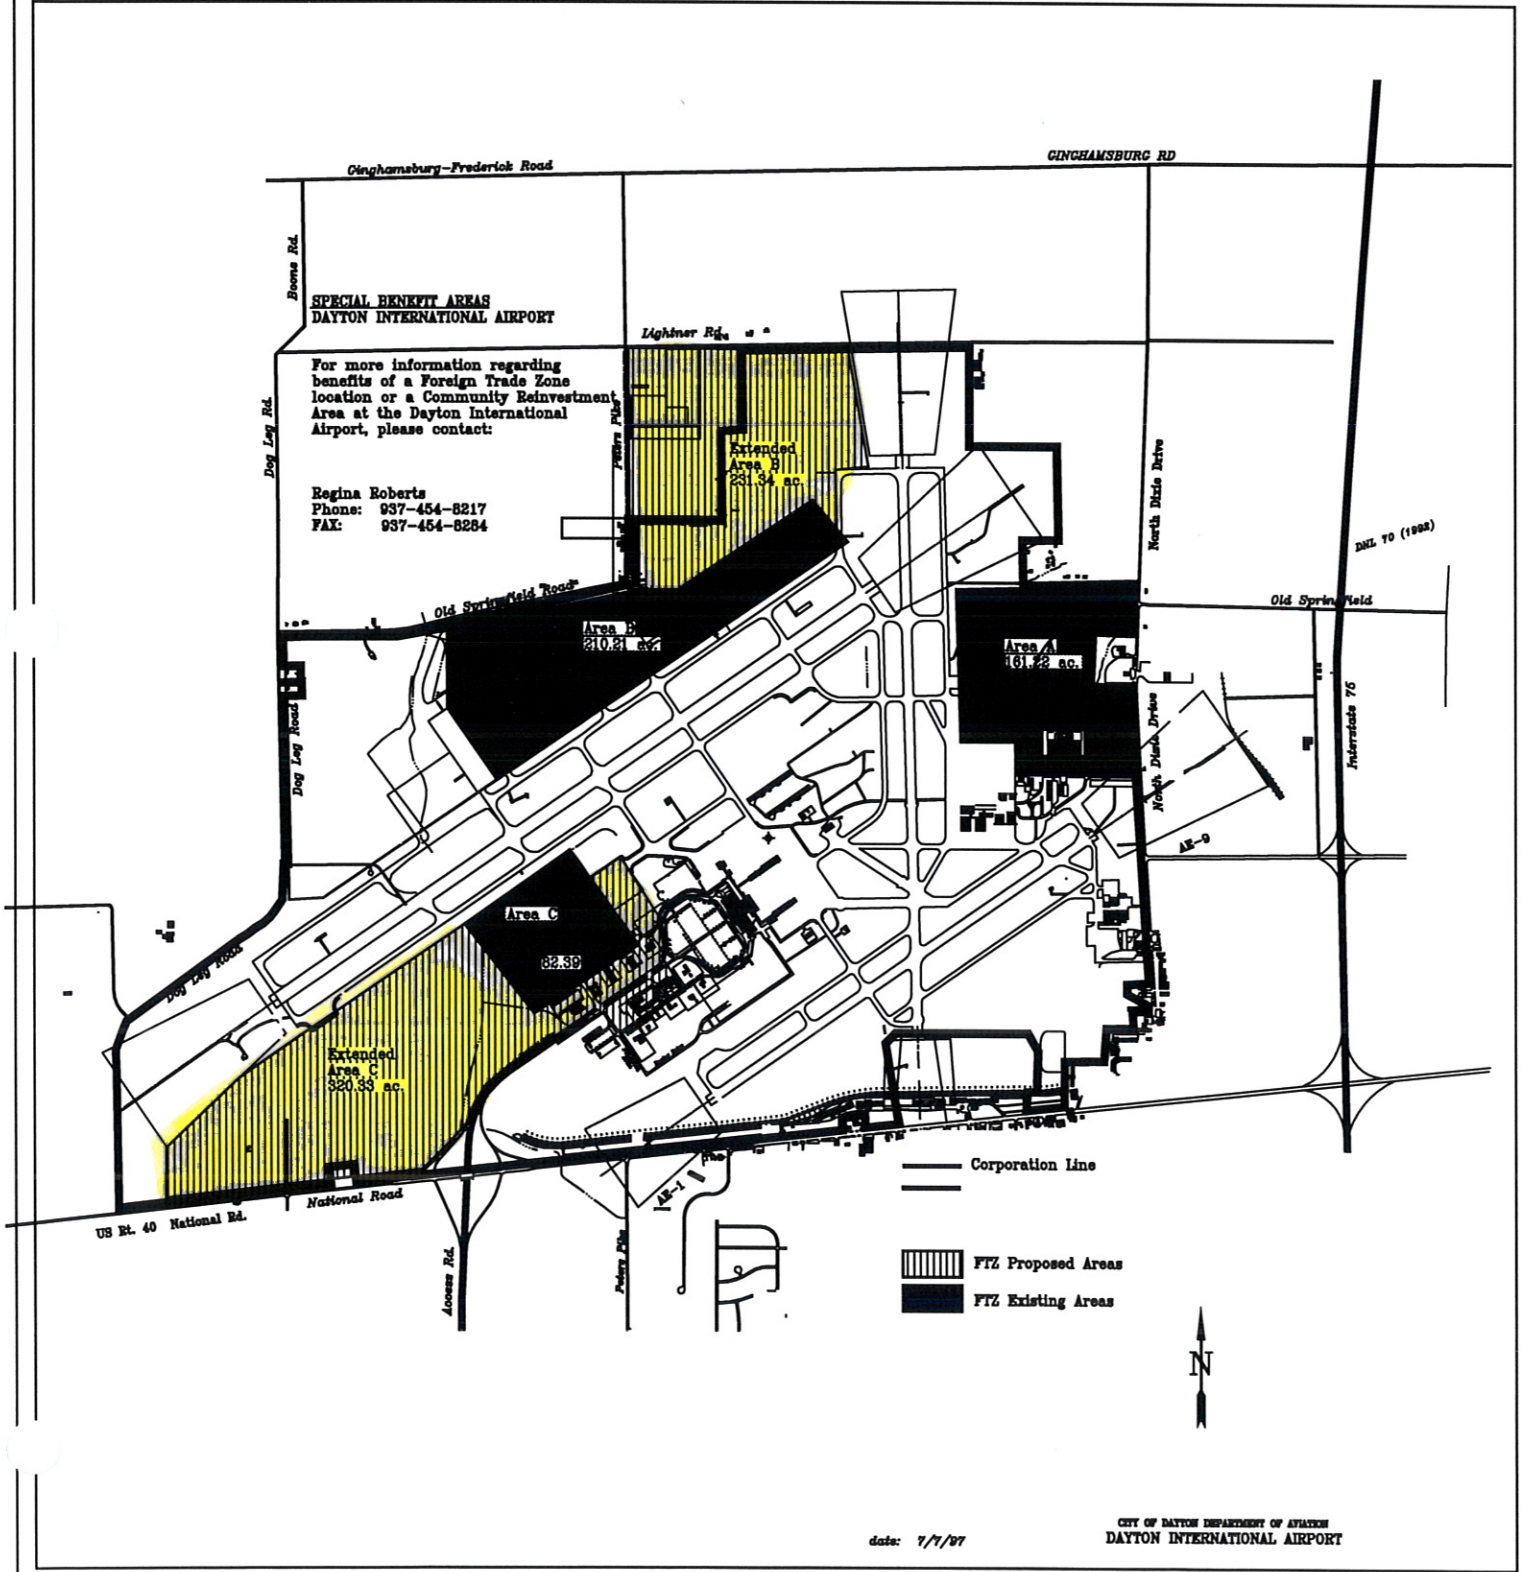 Ginghamsburg-Frederick Road
GINGHAMSBURG RD
Boone Rd.
SPECIAL BENEFIT AREAS
DAYTON INTERNATIONAL AIRPORT
Lightner Rd.
For more information regarding
benefits of a Foreign Trade Zone
location or a Community Reinvestment
Area at the Dayton International
Airport, please contact:
Dog Leg Rd.
Peters Pike
Extended
Area B
231.34 ac.
North Dixie Drive
Regina Roberts
Phone: 937-454-8217
FAX: 937-454-8284
DNL 70 (1992)
Old Springfield Road
Old Springfield
Area B
210.21 ac.
Area A
161.22 ac.
Dog Leg Road
North Dixie Drive
Interstate 75
AE-9
Area C
82.39
Dog Leg Road
Extended
Area C
320.33 ac.
National Road
US Rt. 40 National Rd.
AE-1
Access Rd.
Peters Pike
Corporation Line
FTZ Proposed Areas
FTZ Existing Areas
N
date: 7/7/97
CITY OF DAYTON DEPARTMENT OF AVIATION
DAYTON INTERNATIONAL AIRPORT